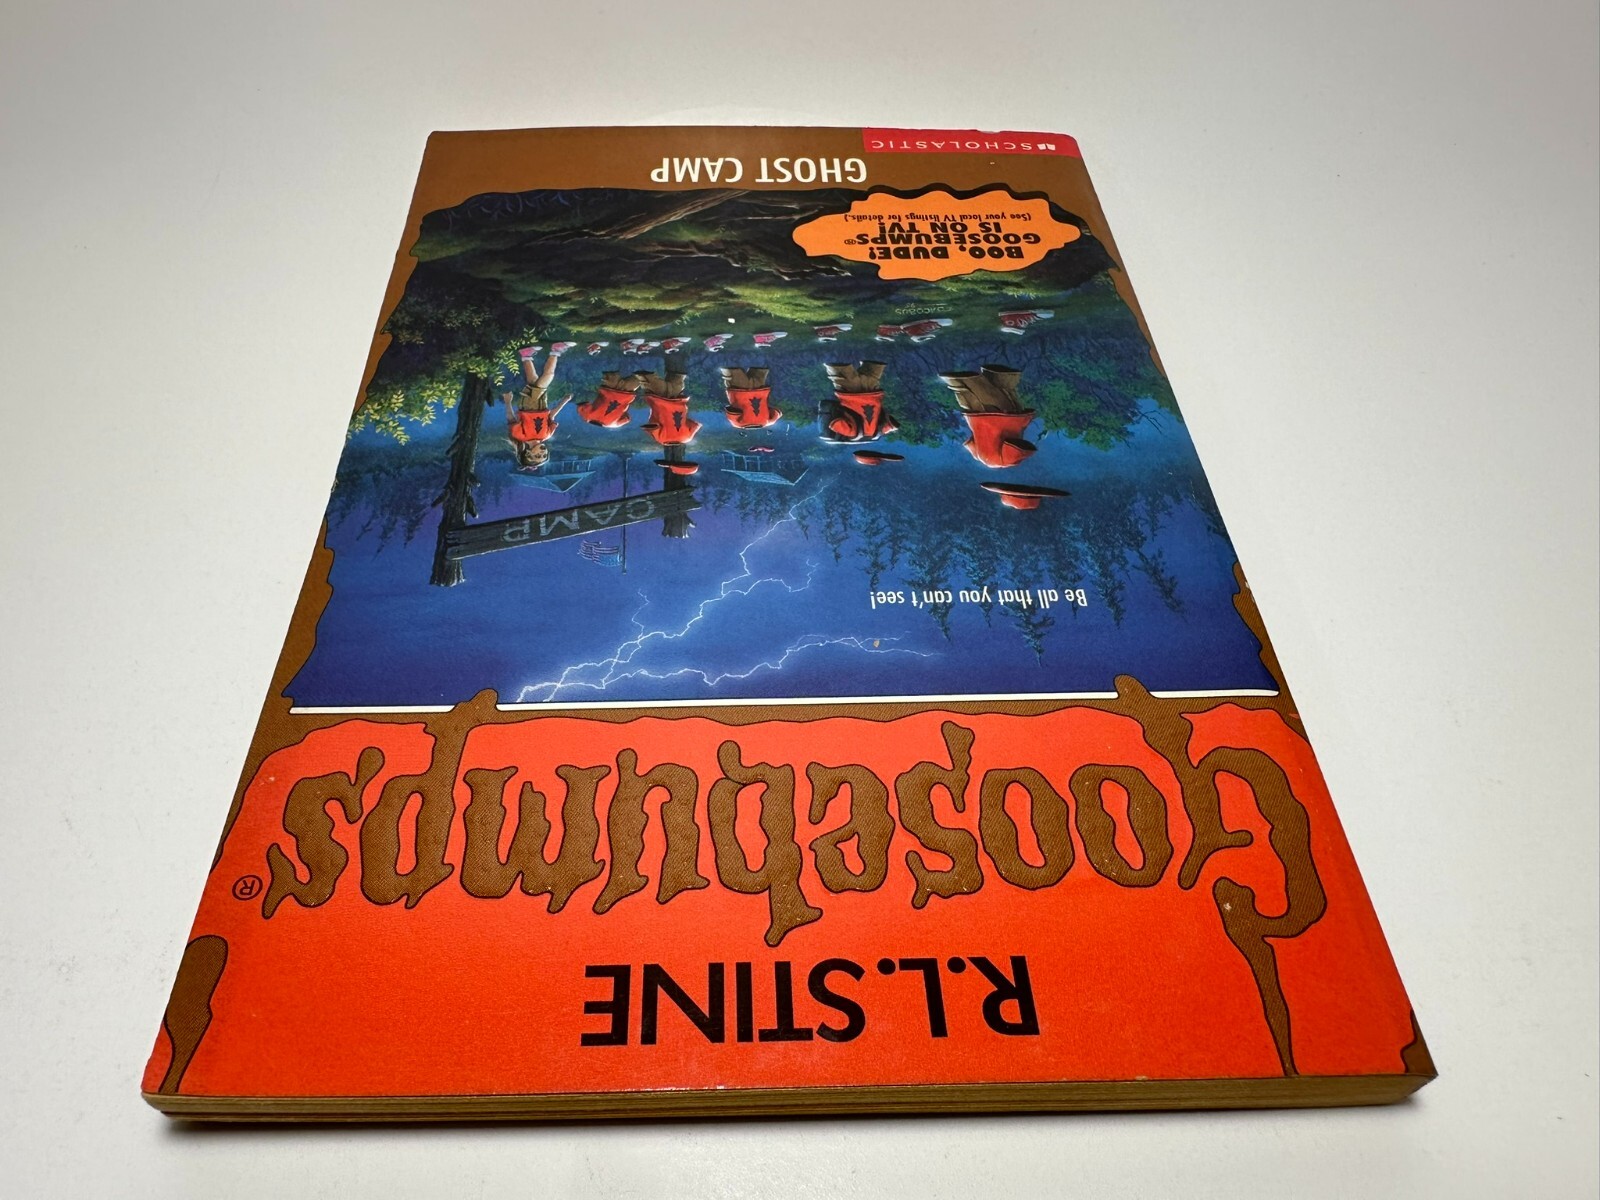 R.L. STINE
Goosebumps®
Be all that you can't see!
CAMP
JACOBUS
BOO, DUDE!
GOOSEBUMPS®
IS ON TV!
(See your local TV listings for details.)
GHOST CAMP
SCHOLASTIC